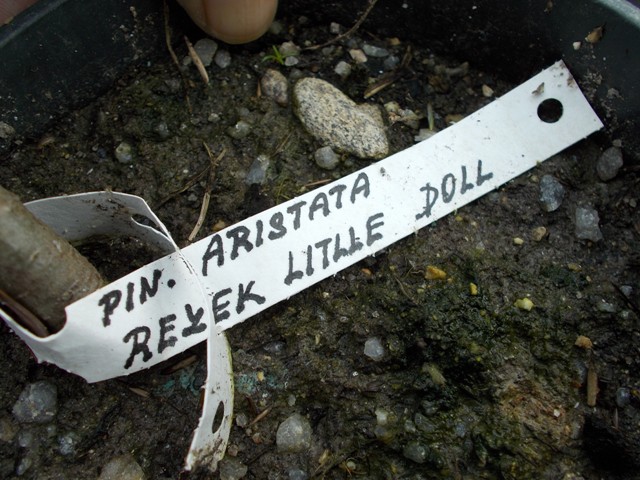 PIN. ARISTATA
REZEK LITLLE DOLL